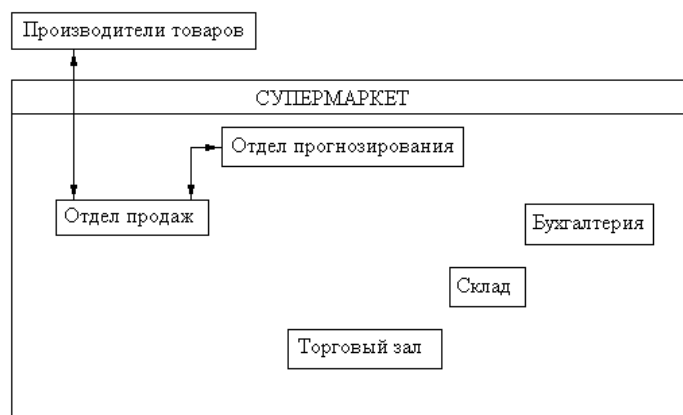 Производители товаров
СУПЕРМАРКЕТ
Отдел прогнозирования
Отдел продаж
Бухгалтерия
Склад
Торговый зал